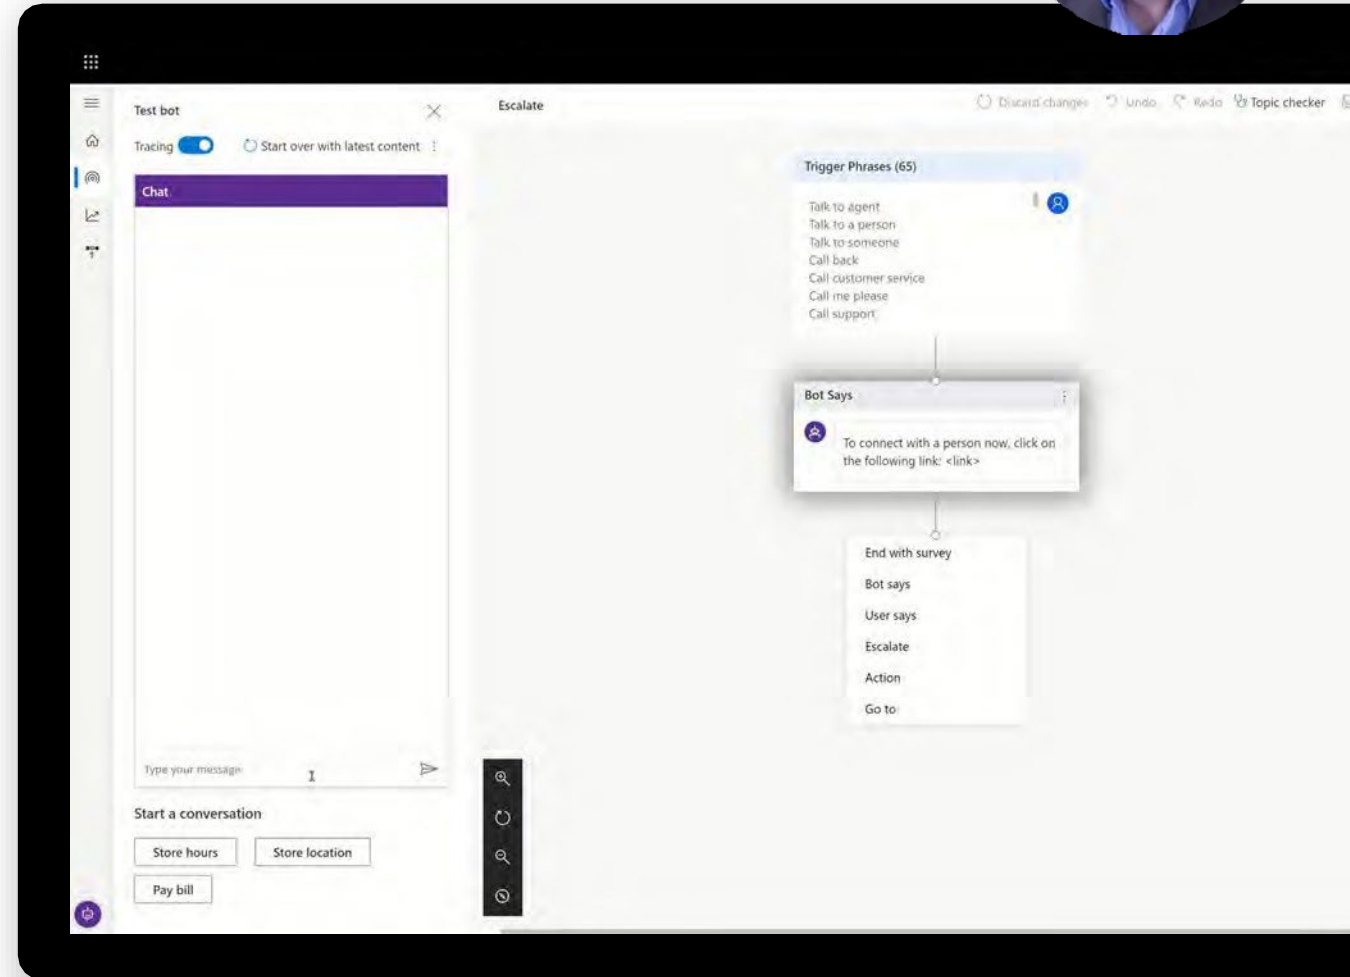 Test bot
Tracing
Start over with latest content
Chat
Type your message
Start a conversation
Store hours
Store location
Pay bill
Escalate
Discard changes
Undo
Redo
Topic checker
Trigger Phrases (65)
Talk to agent
Talk to a person
Talk to someone
Call back
Call customer service
Call me please
Call support
Bot Says
To connect with a person now, click on
the following link: <link>
End with survey
Bot says
User says
Escalate
Action
Go to